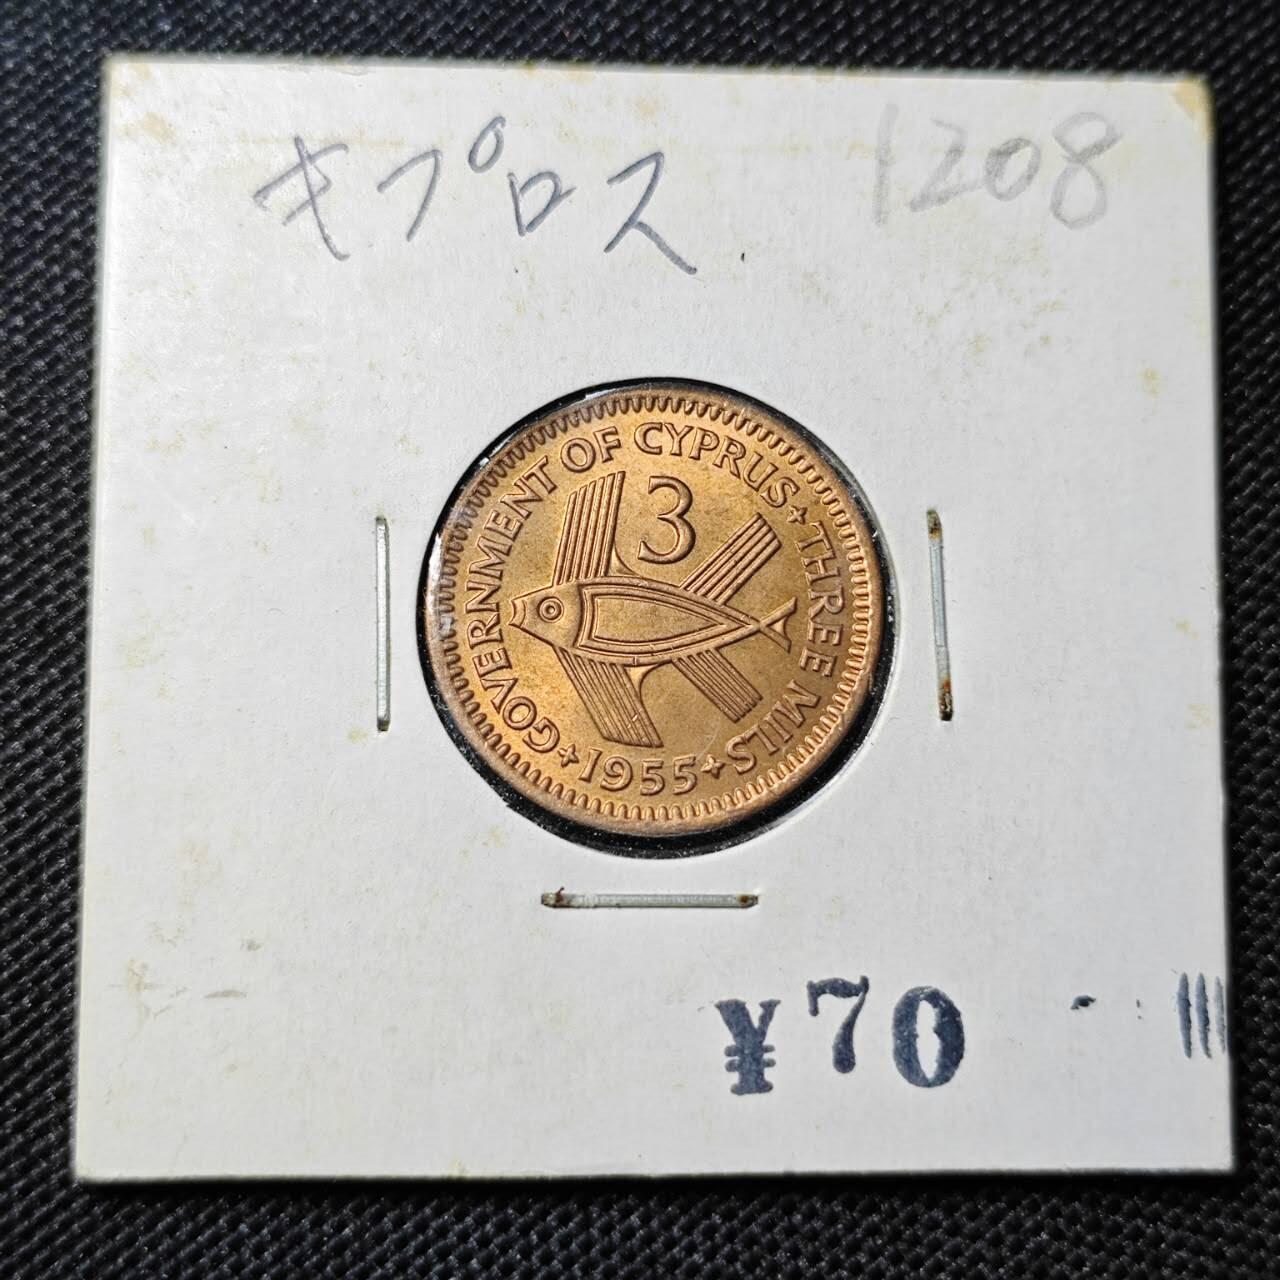 キプロス 1208
GOVERNMENT OF CYPRUS
3
THREE MILS
1955
¥70